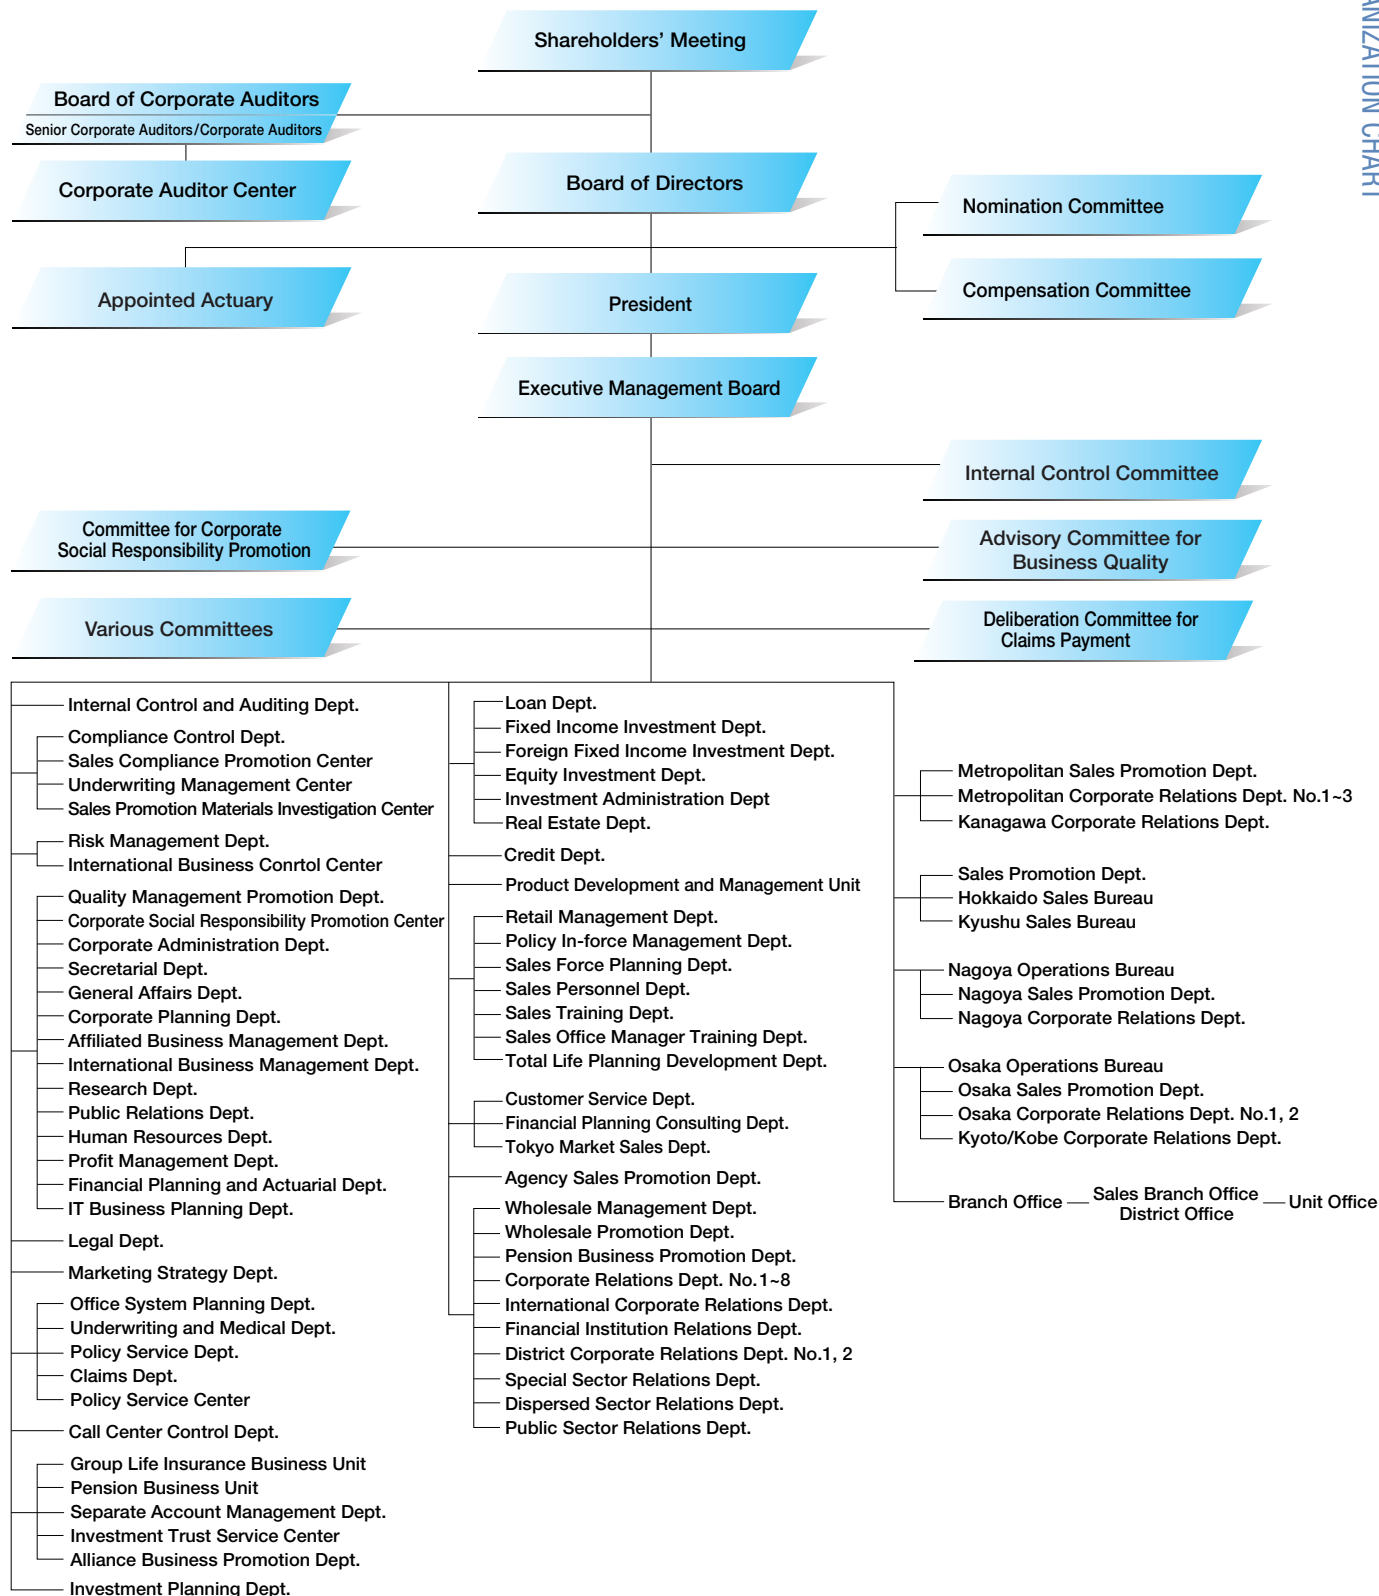 Shareholders’ Meeting
Board of Corporate Auditors
Senior Corporate Auditors/Corporate Auditors
Corporate Auditor Center
Board of Directors
Nomination Committee
Compensation Committee
Appointed Actuary
President
Executive Management Board
Internal Control Committee
Committee for Corporate
Social Responsibility Promotion
Advisory Committee for
Business Quality
Various Committees
Deliberation Committee for
Claims Payment
Internal Control and Auditing Dept.
Compliance Control Dept.
Sales Compliance Promotion Center
Underwriting Management Center
Sales Promotion Materials Investigation Center
Risk Management Dept.
International Business Conrtol Center
Quality Management Promotion Dept.
Corporate Social Responsibility Promotion Center
Corporate Administration Dept.
Secretarial Dept.
General Affairs Dept.
Corporate Planning Dept.
Affiliated Business Management Dept.
International Business Management Dept.
Research Dept.
Public Relations Dept.
Human Resources Dept.
Profit Management Dept.
Financial Planning and Actuarial Dept.
IT Business Planning Dept.
Legal Dept.
Marketing Strategy Dept.
Office System Planning Dept.
Underwriting and Medical Dept.
Policy Service Dept.
Claims Dept.
Policy Service Center
Call Center Control Dept.
Group Life Insurance Business Unit
Pension Business Unit
Separate Account Management Dept.
Investment Trust Service Center
Alliance Business Promotion Dept.
Investment Planning Dept.
Loan Dept.
Fixed Income Investment Dept.
Foreign Fixed Income Investment Dept.
Equity Investment Dept.
Investment Administration Dept
Real Estate Dept.
Credit Dept.
Product Development and Management Unit
Retail Management Dept.
Policy In-force Management Dept.
Sales Force Planning Dept.
Sales Personnel Dept.
Sales Training Dept.
Sales Office Manager Training Dept.
Total Life Planning Development Dept.
Customer Service Dept.
Financial Planning Consulting Dept.
Tokyo Market Sales Dept.
Agency Sales Promotion Dept.
Wholesale Management Dept.
Wholesale Promotion Dept.
Pension Business Promotion Dept.
Corporate Relations Dept. No.1~8
International Corporate Relations Dept.
Financial Institution Relations Dept.
District Corporate Relations Dept. No.1, 2
Special Sector Relations Dept.
Dispersed Sector Relations Dept.
Public Sector Relations Dept.
Metropolitan Sales Promotion Dept.
Metropolitan Corporate Relations Dept. No.1~3
Kanagawa Corporate Relations Dept.
Sales Promotion Dept.
Hokkaido Sales Bureau
Kyushu Sales Bureau
Nagoya Operations Bureau
Nagoya Sales Promotion Dept.
Nagoya Corporate Relations Dept.
Osaka Operations Bureau
Osaka Sales Promotion Dept.
Osaka Corporate Relations Dept. No.1, 2
Kyoto/Kobe Corporate Relations Dept.
Branch Office
Sales Branch Office
District Office
Unit Office
ANIZATION CHART